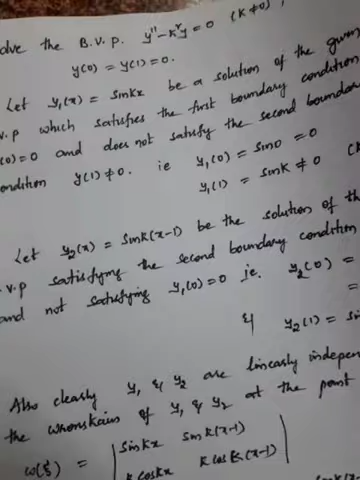 olve the B.V.P. y'' - k²y = 0 (k ≠ 0),
y(0) = y(1) = 0.
Let y₁(x) = sinkx be a solution of the given
v.p which satisfies the first boundary condition
(0)=0 and does not satisfy the second boundar
ondition y(1) ≠ 0. ie y₁(0) = sin0 = 0
y₁(1) = sink ≠ 0 (k
Let y₂(x) = sink(x-1) be the solution of th
.v.p satisfying the second boundary condition
and not satisfying y₁(0)=0 ie. y₂(0) =
=
& y₂(1) = si
Also clearly y₁ & y₂ are linearly indepen
the wronskain of y₁ & y₂ at the point
w(ξ) = | sinkx sink(x-1) |
| k coskx k cosk(x-1) |